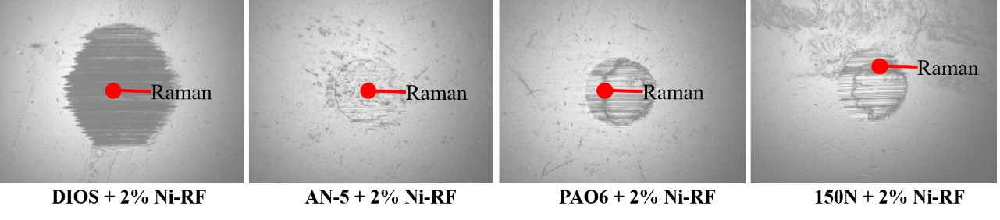 Raman
Raman
Raman
Raman
DIOS + 2% Ni-RF
AN-5 + 2% Ni-RF
PAO6 + 2% Ni-RF
150N + 2% Ni-RF